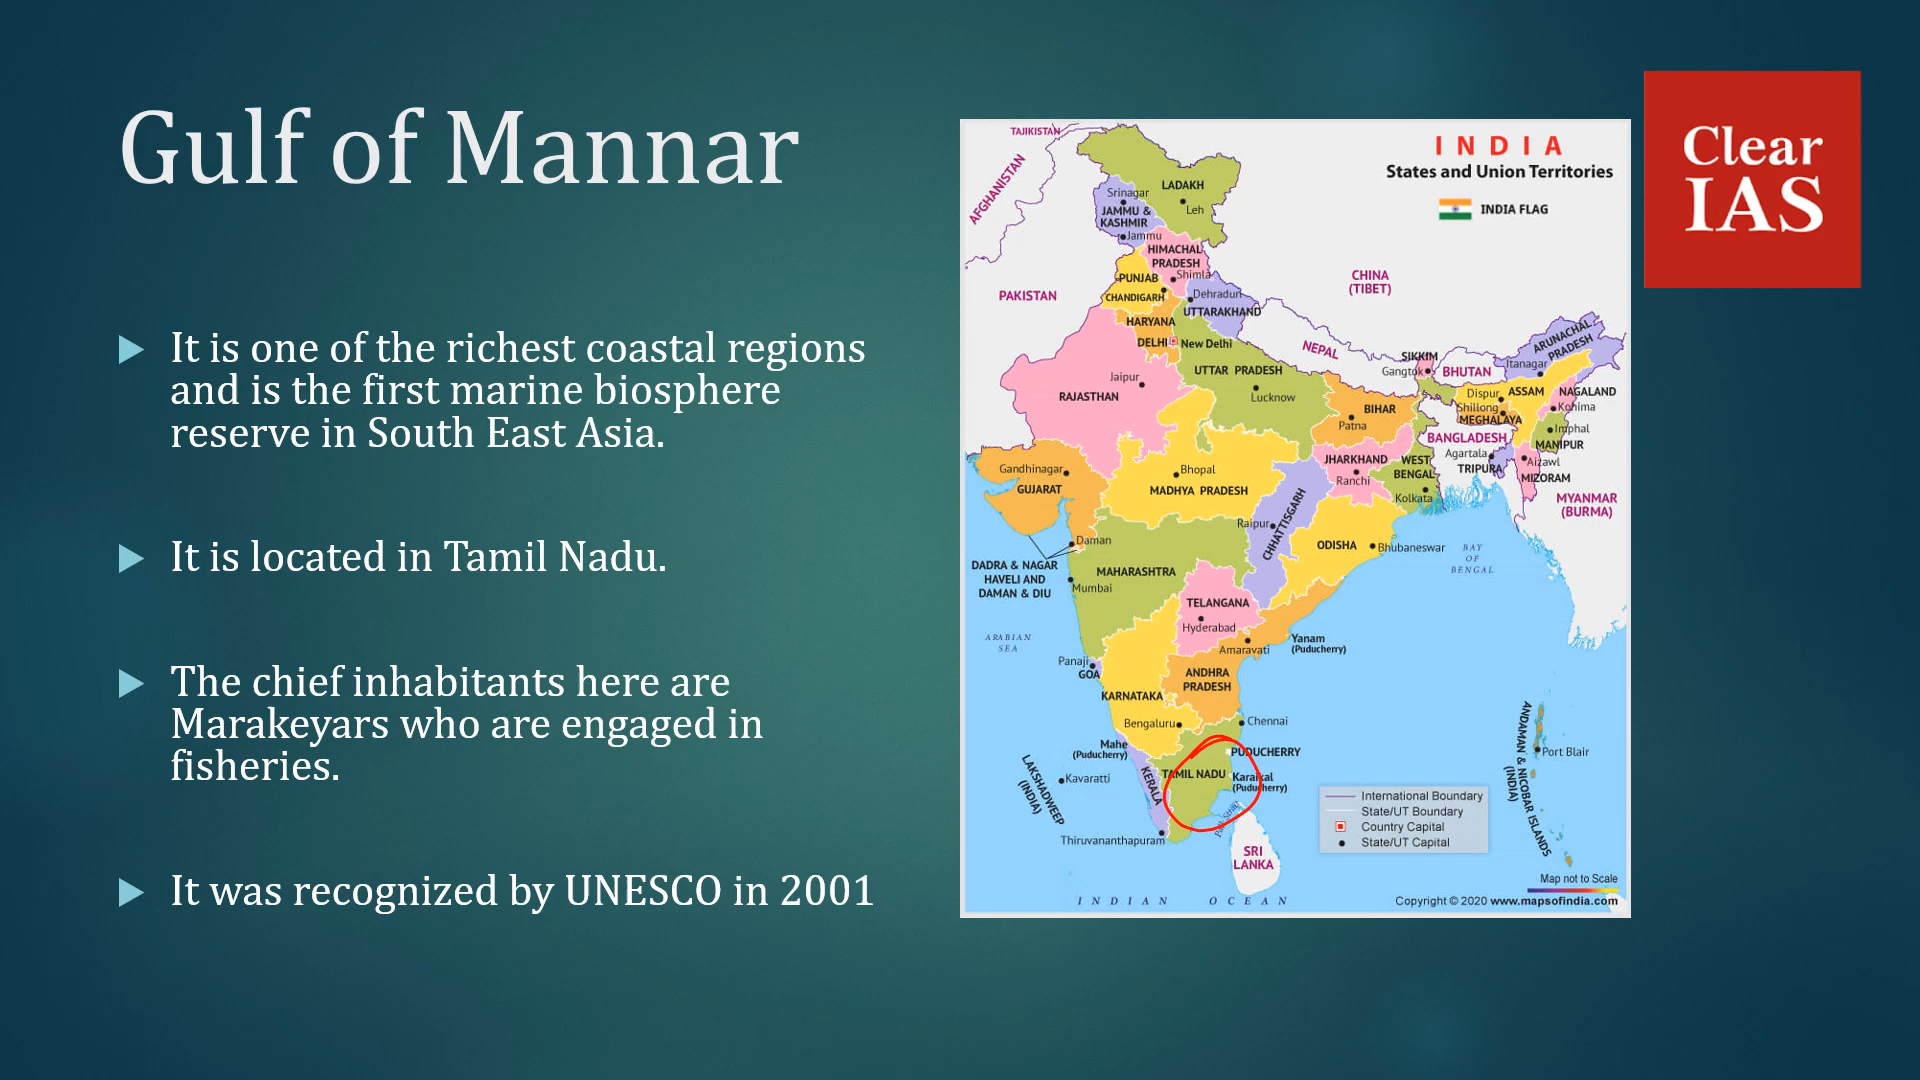 Gulf of Mannar
It is one of the richest coastal regions
and is the first marine biosphere
reserve in South East Asia.
It is located in Tamil Nadu.
The chief inhabitants here are
Marakeyars who are engaged in
fisheries.
It was recognized by UNESCO in 2001
Clear
IAS
INDIA
States and Union Territories
INDIA FLAG
TAJIKISTAN
AFGHANISTAN
PAKISTAN
CHINA
(TIBET)
NEPAL
BHUTAN
BANGLADESH
MYANMAR
(BURMA)
SRI
LANKA
LADAKH
Leh
Srinagar
JAMMU &
KASHMIR
Jammu
HIMACHAL
PRADESH
Shimla
PUNJAB
CHANDIGARH
Dehradun
UTTARAKHAND
HARYANA
DELHI
New Delhi
UTTAR PRADESH
Lucknow
Jaipur
RAJASTHAN
BIHAR
Patna
SIKKIM
Gangtok
ARUNACHAL
PRADESH
Itanagar
Dispur
ASSAM
NAGALAND
Kohima
Shillong
MEGHALAYA
Imphal
MANIPUR
Agartala
TRIPURA
Aizawl
MIZORAM
JHARKHAND
Ranchi
WEST
BENGAL
Kolkata
Gandhinagar
GUJARAT
Bhopal
MADHYA PRADESH
Raipur
CHHATTISGARH
ODISHA
Bhubaneswar
BAY
OF
BENGAL
Daman
DADRA & NAGAR
HAVELI AND
DAMAN & DIU
MAHARASHTRA
Mumbai
TELANGANA
Hyderabad
Yanam
(Puducherry)
Amaravati
ARABIAN
SEA
Panaji
GOA
ANDHRA
PRADESH
KARNATAKA
Bengaluru
Chennai
Mahe
(Puducherry)
PUDUCHERRY
TAMIL NADU
Karaikal
(Puducherry)
KERALA
LAKSHADWEEP
(INDIA)
Kavaratti
Thiruvananthapuram
Palk Strait
ANDAMAN & NICOBAR ISLANDS
(INDIA)
Port Blair
International Boundary
State/UT Boundary
Country Capital
State/UT Capital
Map not to Scale
INDIAN OCEAN
Copyright © 2020 www.mapsofindia.com